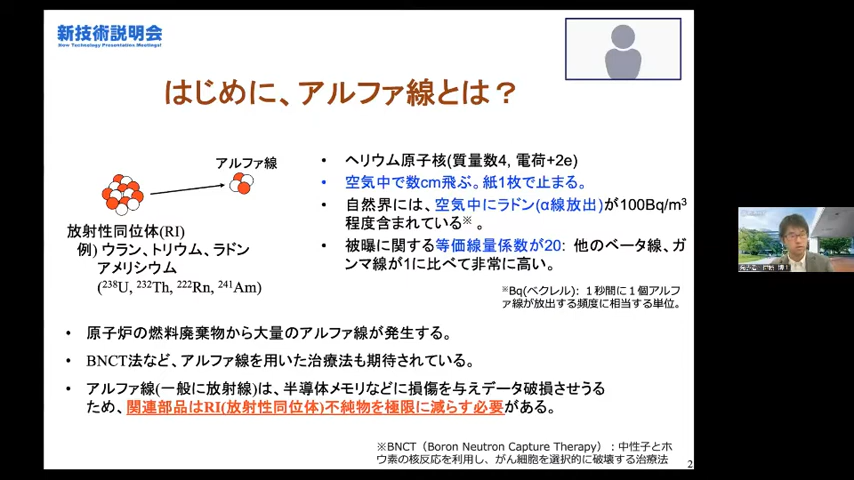 新技術説明会
New Technology Presentation Meetings!
はじめに、アルファ線とは？
アルファ線
放射性同位体(RI)
例) ウラン、トリウム、ラドン
アメリシウム
(²³⁸U, ²³²Th, ²²²Rn, ²⁴¹Am)
• ヘリウム原子核(質量数4, 電荷+2e)
• 空気中で数cm飛ぶ。紙1枚で止まる。
• 自然界には、空気中にラドン(α線放出)が100Bq/m³
程度含まれている※ 。
• 被曝に関する等価線量係数が20: 他のベータ線、ガ
ンマ線が1に比べて非常に高い。
※Bq(ベクレル): １秒間に１個アルフ
ァ線が放出する頻度に相当する単位。
• 原子炉の燃料廃棄物から大量のアルファ線が発生する。
• BNCT法など、アルファ線を用いた治療法も期待されている。
• アルファ線(一般に放射線)は、半導体メモリなどに損傷を与えデータ破損させうる
ため、関連部品はRI(放射性同位体)不純物を極限に減らす必要がある。
※BNCT（Boron Neutron Capture Therapy）：中性子とホ
ウ素の核反応を利用し、がん細胞を選択的に破壊する治療法
2